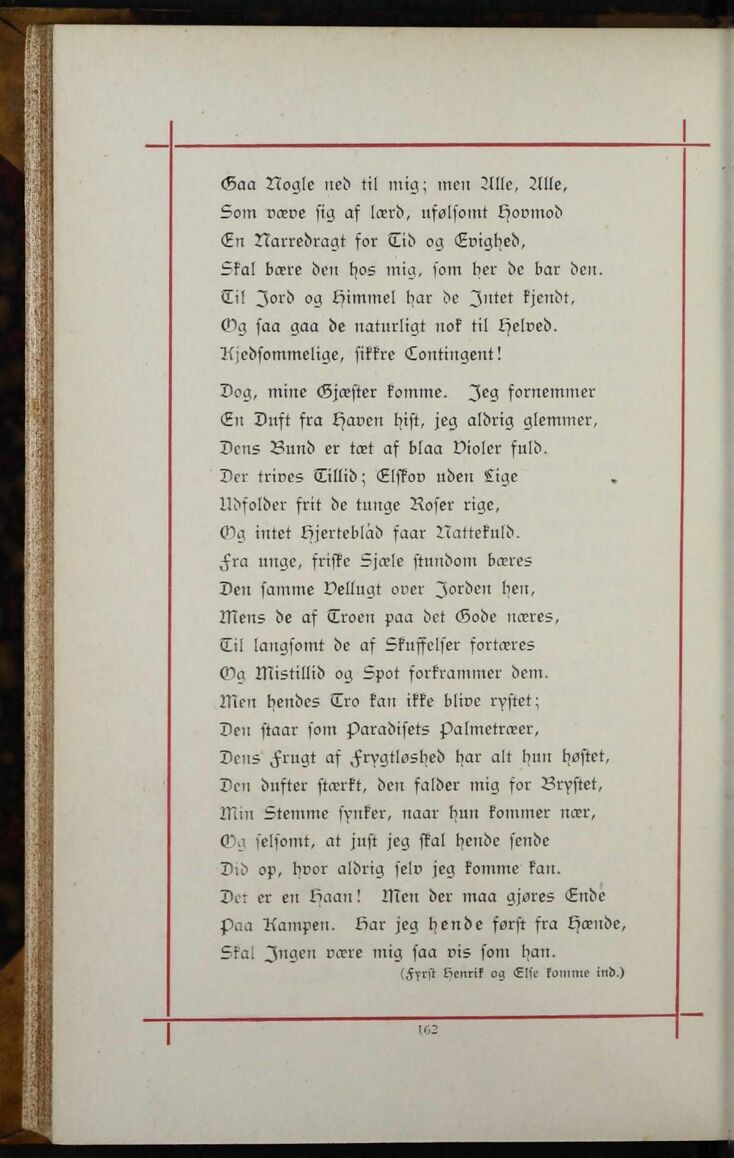 Gaa Nogle ned til mig; men Alle, Alle,
Som væve sig af lærd, ufølsomt Hovmod
En Narredragt for Tid og Evighed,
Skal bære den hos mig, som her de bar den.
Til Jord og Himmel har de Intet kjendt,
Og saa gaa de naturligt nok til Helved.
Kjedsommelige, sikkre Contingent!
Dog, mine Gjæster komme. Jeg fornemmer
En Duft fra Haven hist, jeg aldrig glemmer,
Dens Bund er tæt af blaa Violer fuld.
Der trives Tillid; Elskov uden Lige
Udfolder frit de tunge Roser rige,
Og intet Hjerteblad faar Nattekuld.
Fra unge, friske Sjæle stundom bæres
Den samme Vellugt over Jorden hen,
Mens de af Troen paa det Gode næres,
Til langsomt de af Skuffelser fortæres
Og Mistillid og Spot forkrammer dem.
Men hendes Tro kan ikke blive rystet;
Den staar som Paradisets Palmetræer,
Dens Frugt af Frygtløshed har alt hun høstet,
Den dufter stærkt, den falder mig for Brystet,
Min Stemme synker, naar hun kommer nær,
Og selsomt, at just jeg skal hende sende
Did op, hvor aldrig selv jeg komme kan.
Det er en Haan! Men der maa gjøres Ende
Paa Kampen. Har jeg hende først fra Hænde,
Skal Ingen være mig saa vis som han.
(Fyrst Henrik og Else komme ind.)
162